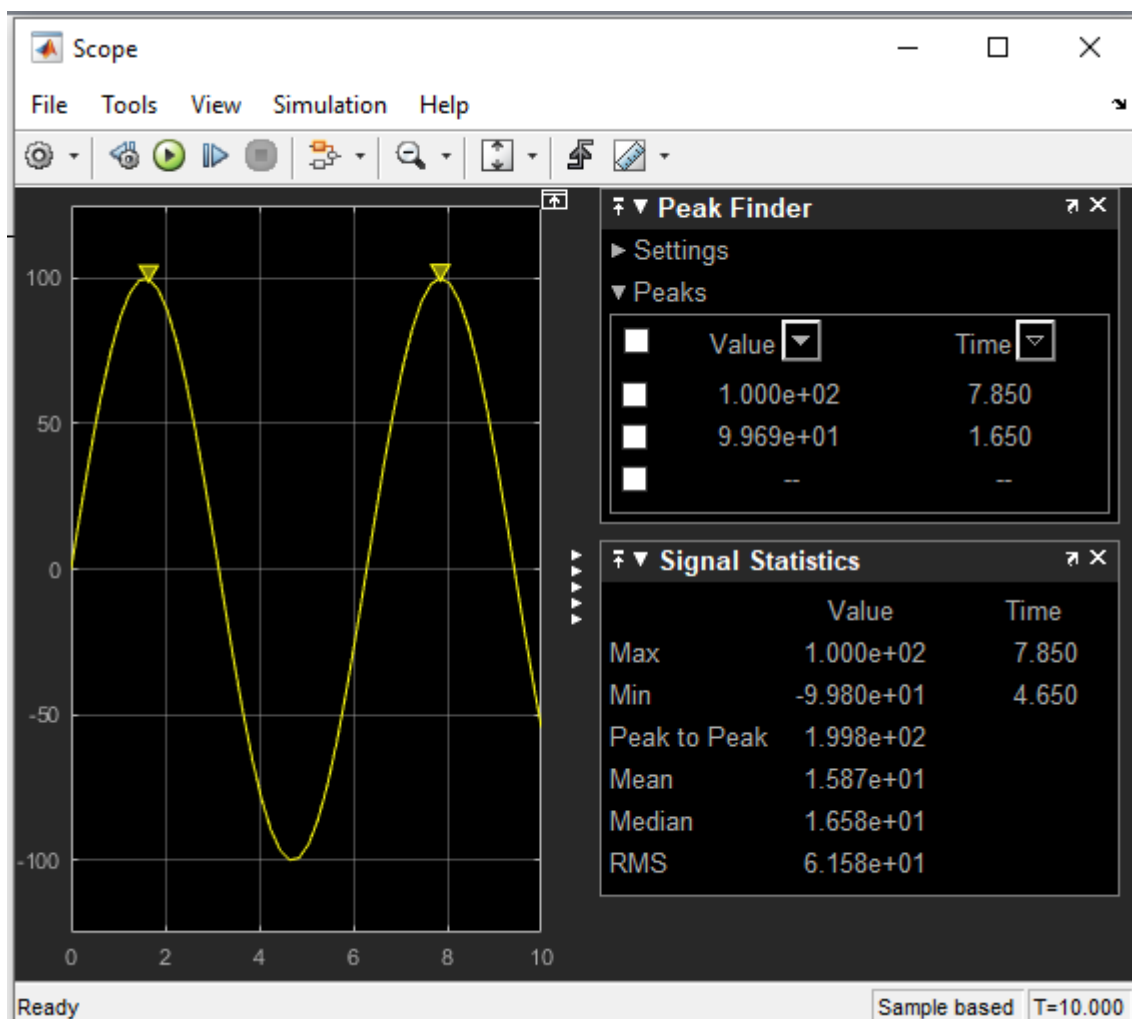 Scope
File Tools View Simulation Help
100
50
0
-50
-100
0 2 4 6 8 10
Peak Finder
Settings
Peaks
Value Time
1.000e+02 7.850
9.969e+01 1.650
-- --
Signal Statistics
Value Time
Max 1.000e+02 7.850
Min -9.980e+01 4.650
Peak to Peak 1.998e+02
Mean 1.587e+01
Median 1.658e+01
RMS 6.158e+01
Ready Sample based T=10.000